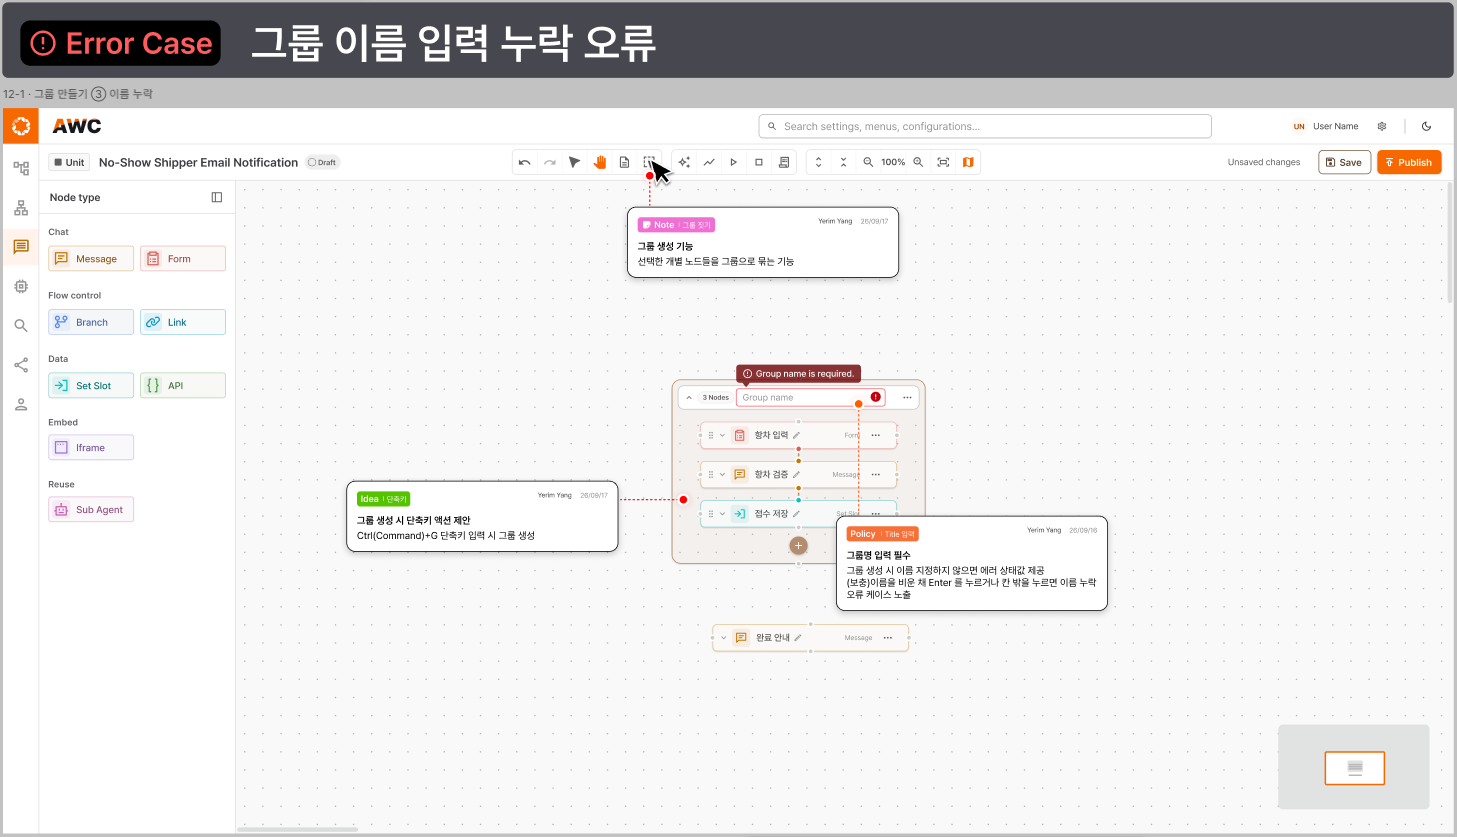 Error Case
그룹 이름 입력 누락 오류
12-1 · 그룹 만들기 ③ 이름 누락
AWC
Search settings, menus, configurations...
UN User Name
Unit No-Show Shipper Email Notification Draft
100%
Unsaved changes
Save
Publish
Node type
Chat
Message
Form
Flow control
Branch
Link
Data
Set Slot
API
Embed
Iframe
Reuse
Sub Agent
Note | 그룹 짓기
Yerim Yang 26/09/17
그룹 생성 기능
선택한 개별 노드들을 그룹으로 묶는 기능
Group name is required.
3 Nodes Group name
항차 입력 Form
항차 검증 Message
접수 저장 Set Slot
Idea | 단축키
Yerim Yang 26/09/17
그룹 생성 시 단축키 액션 제안
Ctrl(Command)+G 단축키 입력 시 그룹 생성
Policy | Title 입력
Yerim Yang 26/09/16
그룹명 입력 필수
그룹 생성 시 이름 지정하지 않으면 에러 상태값 제공
(보충)이름을 비운 채 Enter 를 누르거나 칸 밖을 누르면 이름 누락
오류 케이스 노출
완료 안내 Message